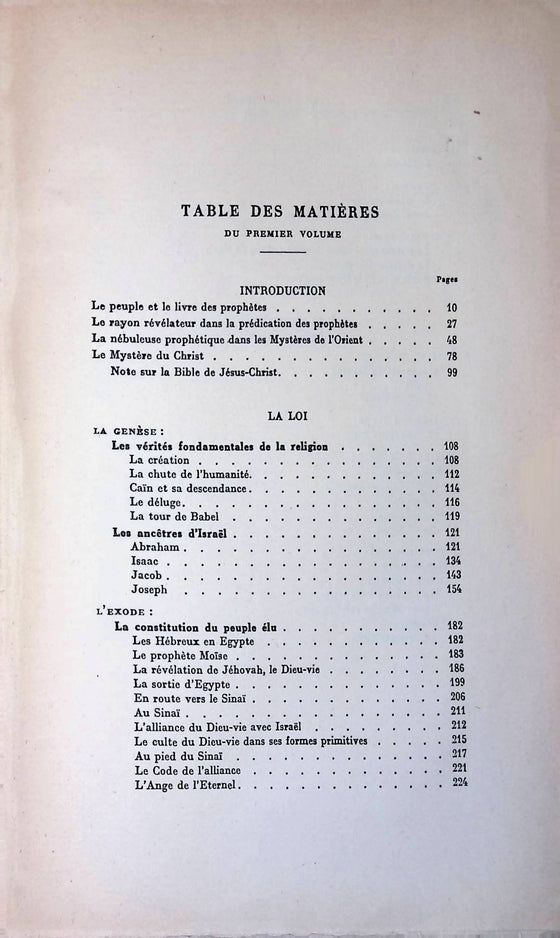 TABLE DES MATIÈRES
DU PREMIER VOLUME
Pages
INTRODUCTION
Le peuple et le livre des prophètes . . . . . . . . . . . 10
Le rayon révélateur dans la prédication des prophètes . . . . . 27
La nébuleuse prophétique dans les Mystères de l'Orient . . . . . 48
Le Mystère du Christ . . . . . . . . . . . . . . 78
Note sur la Bible de Jésus-Christ. . . . . . . . . . . 99
LA LOI
LA GENÈSE :
Les vérités fondamentales de la religion . . . . . . . 108
La création . . . . . . . . . . . . . . . 108
La chute de l'humanité. . . . . . . . . . . . 112
Caïn et sa descendance. . . . . . . . . . . . 114
Le déluge. . . . . . . . . . . . . . . . 116
La tour de Babel . . . . . . . . . . . . . 119
Les ancêtres d'Israël . . . . . . . . . . . . . 121
Abraham . . . . . . . . . . . . . . . . 121
Isaac . . . . . . . . . . . . . . . . . 134
Jacob . . . . . . . . . . . . . . . . . 143
Joseph . . . . . . . . . . . . . . . . 154
L'EXODE :
La constitution du peuple élu . . . . . . . . . . 182
Les Hébreux en Egypte . . . . . . . . . . . 182
Le prophète Moïse . . . . . . . . . . . . . 183
La révélation de Jéhovah, le Dieu-vie . . . . . . . 186
La sortie d'Egypte . . . . . . . . . . . . . 199
En route vers le Sinaï . . . . . . . . . . . . 206
Au Sinaï . . . . . . . . . . . . . . . . 211
L'alliance du Dieu-vie avec Israël . . . . . . . . 212
Le culte du Dieu-vie dans ses formes primitives . . . . . 215
Au pied du Sinaï . . . . . . . . . . . . . 217
Le Code de l'alliance . . . . . . . . . . . . 221
L'Ange de l'Eternel. . . . . . . . . . . . . 224